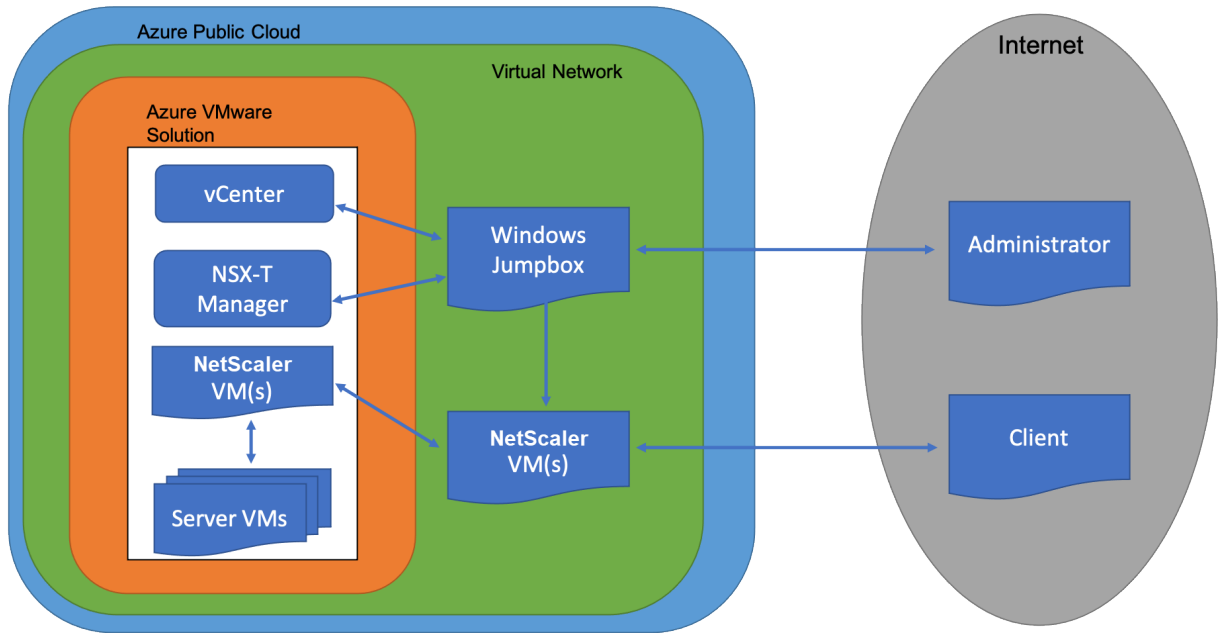 Azure Public Cloud
Virtual Network
Azure VMware
Solution
vCenter
NSX-T
Manager
NetScaler
VM(s)
Server VMs
Windows
Jumpbox
NetScaler
VM(s)
Internet
Administrator
Client